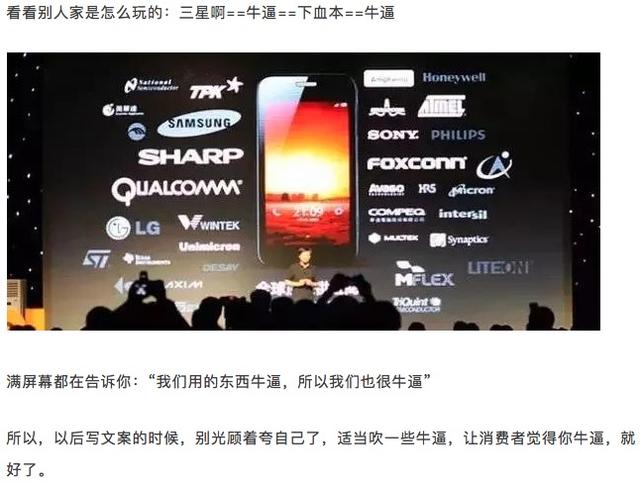 看看别人家是怎么玩的：三星啊==牛逼==下血本==牛逼
National Semiconductor
TPK
SAMSUNG
SHARP
QUALCOMM
LG
WINTEK
Unimicron
ST
TEXAS INSTRUMENTS
DESAY
21:09
Amphenol
Honeywell
ATMEL
SONY
PHILIPS
FOXCONN
AVAGO
HRS
Micron
COMPEQ
intersil
MULTEK
Synaptics
MFLEX
LITEON
TriQuint
SEMICONDUCTOR
满屏幕都在告诉你：“我们用的东西牛逼，所以我们也很牛逼”
所以，以后写文案的时候，别光顾着夸自己了，适当吹一些牛逼，让消费者觉得你牛逼，就
好了。